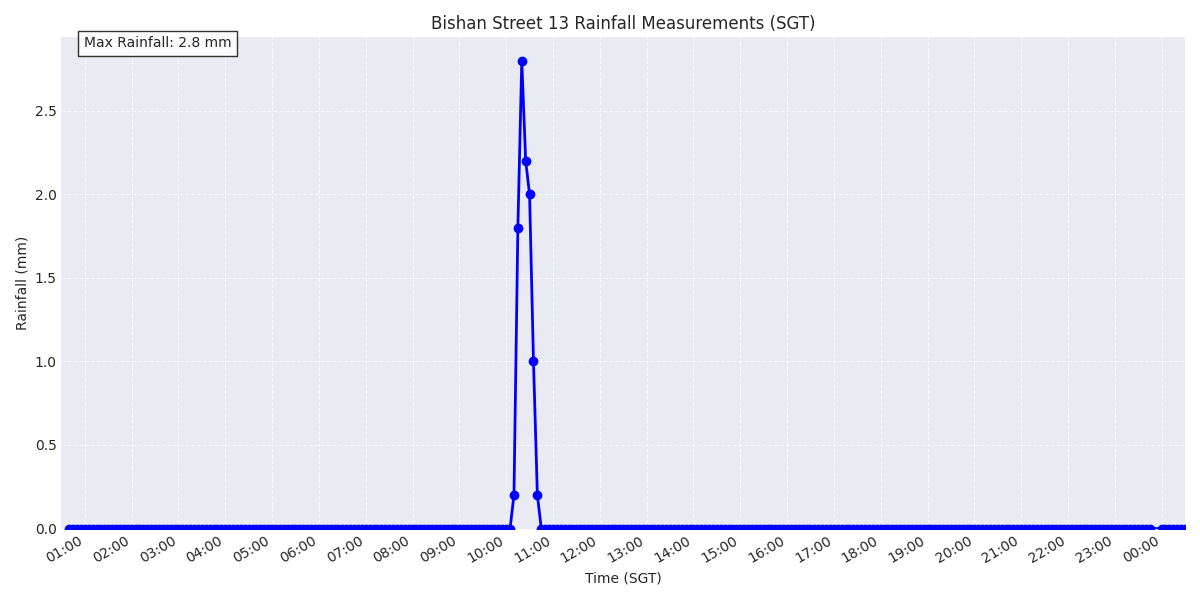 Bishan Street 13 Rainfall Measurements (SGT)
Max Rainfall: 2.8 mm
2.5
2.0
1.5
1.0
0.5
0.0
Rainfall (mm)
01:00 02:00 03:00 04:00 05:00 06:00 07:00 08:00 09:00 10:00 11:00 12:00 13:00 14:00 15:00 16:00 17:00 18:00 19:00 20:00 21:00 22:00 23:00 00:00
Time (SGT)